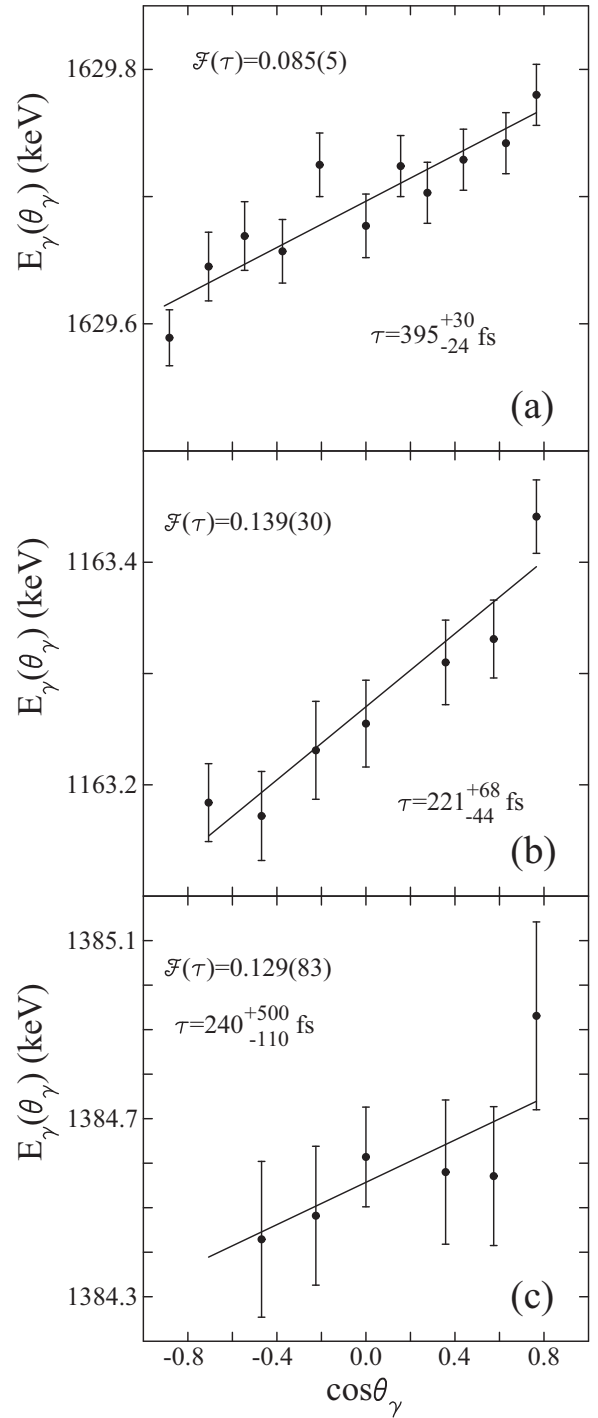 1629.8
ℱ(τ)=0.085(5)
E_γ(θ_γ) (keV)
1629.6
τ=395 +30 -24 fs
(a)
ℱ(τ)=0.139(30)
1163.4
E_γ(θ_γ) (keV)
1163.2
τ=221 +68 -44 fs
(b)
1385.1
ℱ(τ)=0.129(83)
τ=240 +500 -110 fs
E_γ(θ_γ) (keV)
1384.7
1384.3
(c)
-0.8 -0.4 0.0 0.4 0.8
cosθ_γ